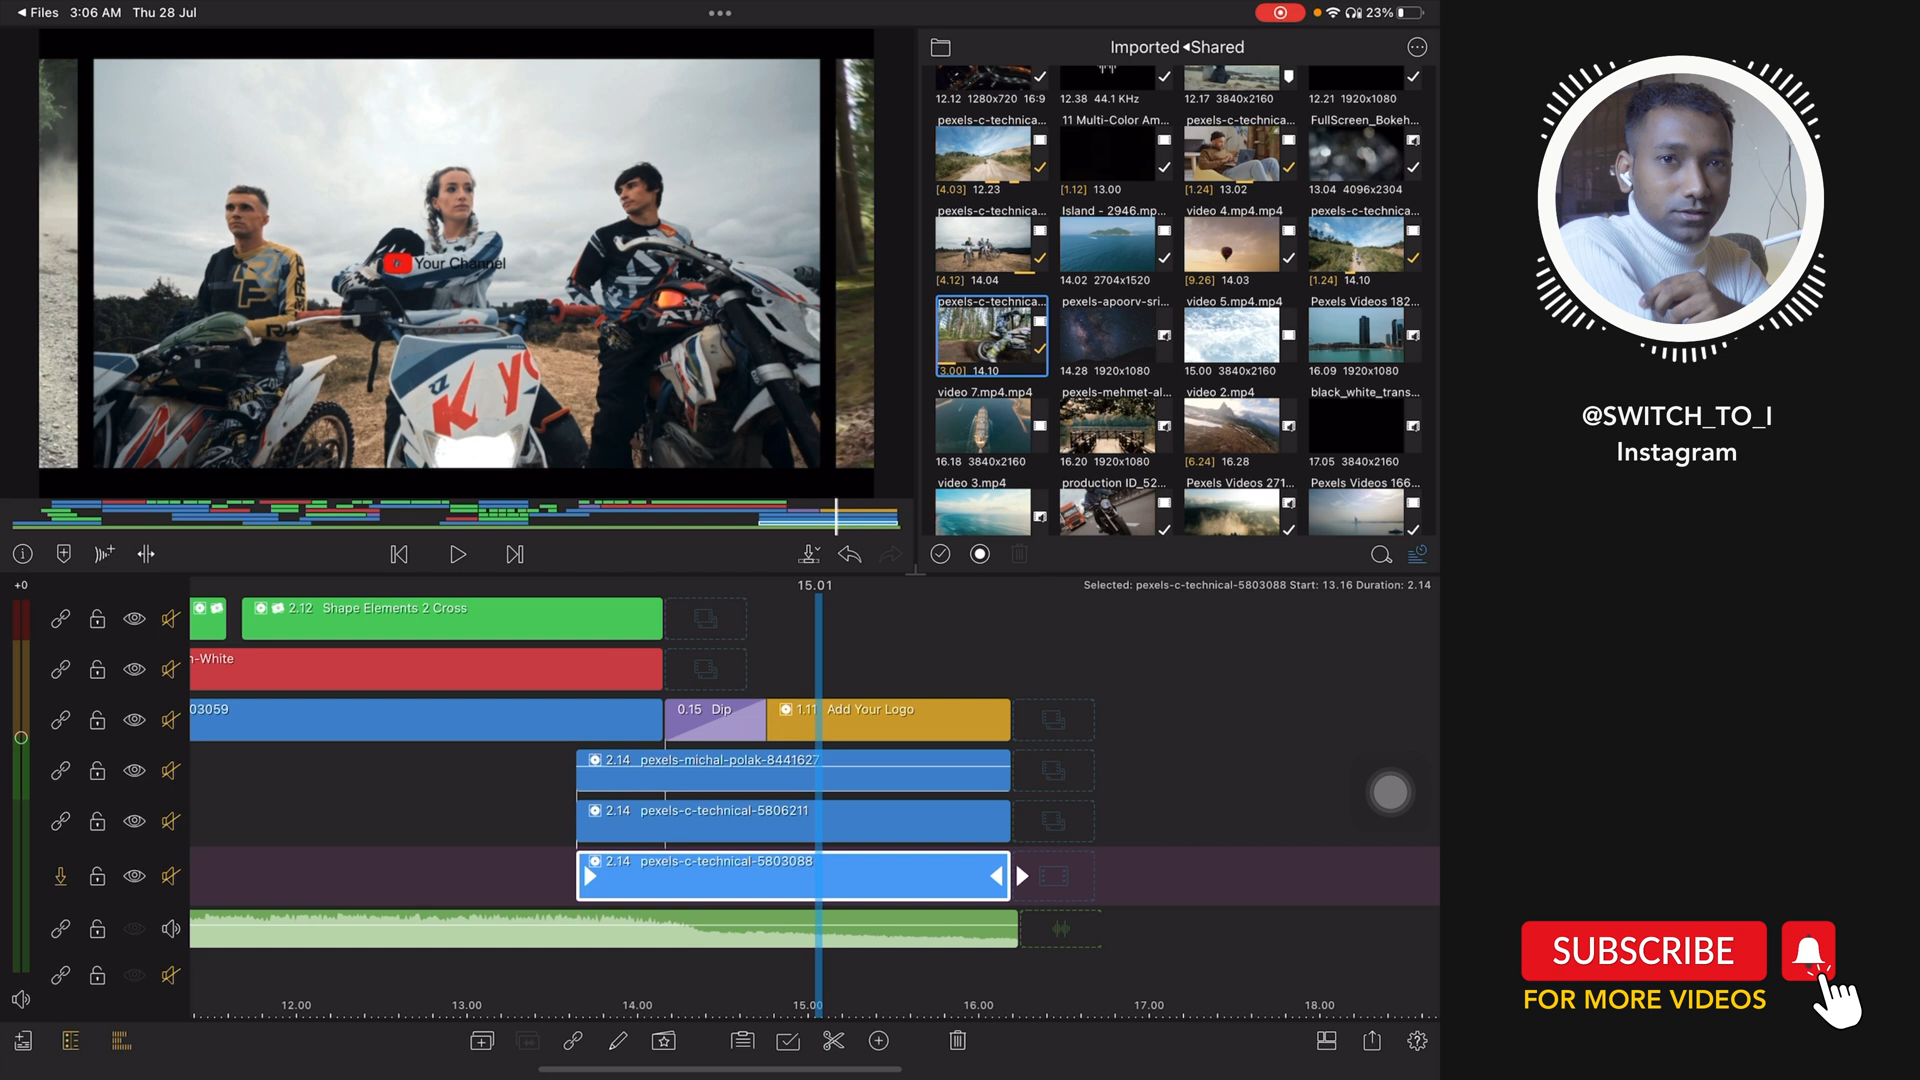 Files 3:06 AM Thu 28 Jul
23%
Imported Shared
12.12 1280x720 16:9
12.38 44.1 KHz
12.17 3840x2160
12.21 1920x1080
pexels-c-technica...
11 Multi-Color Am...
pexels-c-technica...
FullScreen_Bokeh...
[4.03] 12.23
[1.12] 13.00
[1.24] 13.02
13.04 4096x2304
pexels-c-technica...
Island - 2946.mp...
video 4.mp4.mp4
pexels-c-technica...
[4.12] 14.04
14.02 2704x1520
[9.26] 14.03
[1.24] 14.10
pexels-c-technica...
pexels-apoorv-sri...
video 5.mp4.mp4
Pexels Videos 182...
[3.00] 14.10
14.28 1920x1080
15.00 3840x2160
16.09 1920x1080
video 7.mp4.mp4
pexels-mehmet-al...
video 2.mp4
black_white_trans...
16.18 3840x2160
16.20 1920x1080
[6.24] 16.28
17.05 3840x2160
video 3.mp4
production ID_52...
Pexels Videos 271...
Pexels Videos 166...
Your Channel
@SWITCH_TO_I
Instagram
+0
15.01
Selected: pexels-c-technical-5803088 Start: 13.16 Duration: 2.14
2.12 Shape Elements 2 Cross
-White
03059
0.15 Dip
1.11 Add Your Logo
2.14 pexels-michal-polak-8441627
2.14 pexels-c-technical-5806211
2.14 pexels-c-technical-5803088
12.00
13.00
14.00
15.00
16.00
17.00
18.00
SUBSCRIBE
FOR MORE VIDEOS